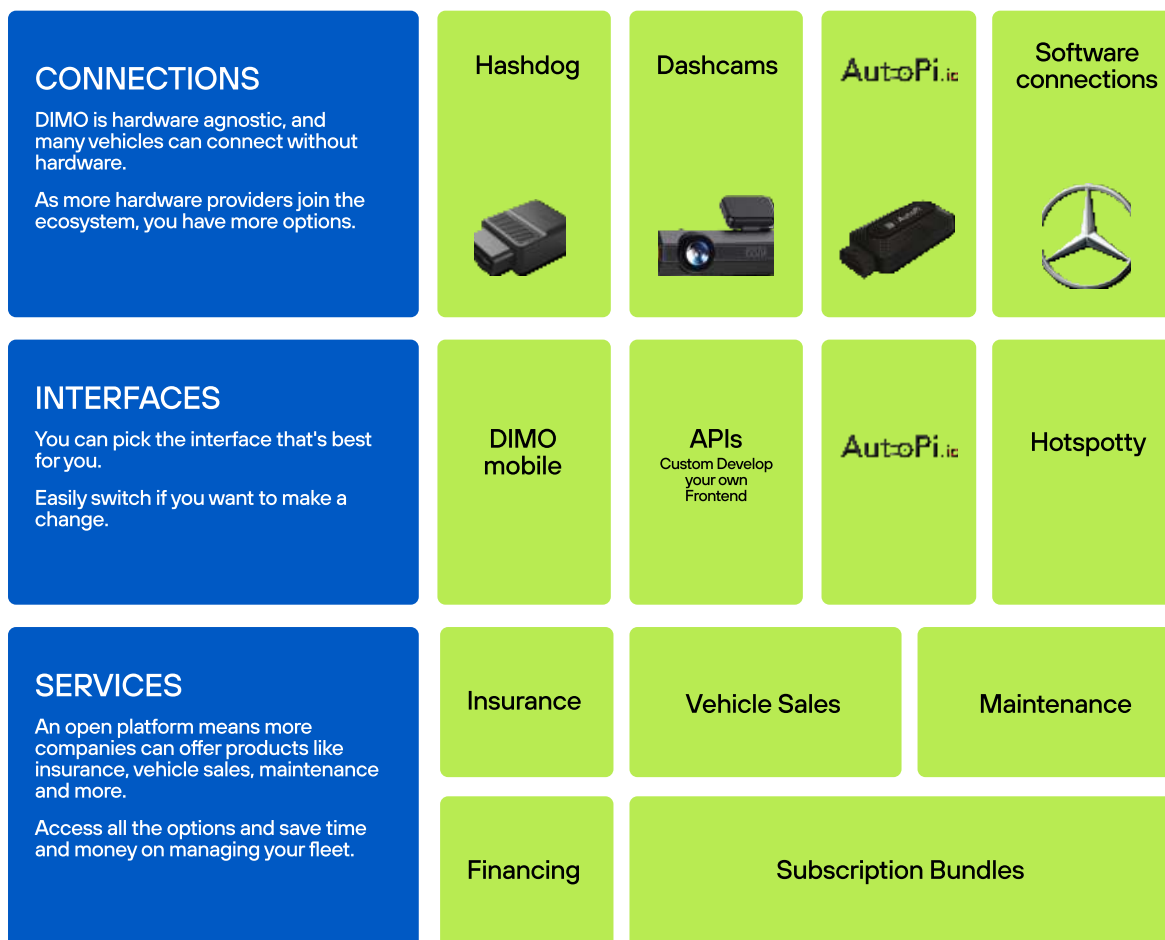 CONNECTIONS
DIMO is hardware agnostic, and
many vehicles can connect without
hardware.
As more hardware providers join the
ecosystem, you have more options.
Hashdog
Dashcams
AutoPi.io
Software
connections
AutoPi
INTERFACES
You can pick the interface that's best
for you.
Easily switch if you want to make a
change.
DIMO
mobile
APIs
Custom Develop
your own
Frontend
AutoPi.io
Hotspotty
SERVICES
An open platform means more
companies can offer products like
insurance, vehicle sales, maintenance
and more.
Access all the options and save time
and money on managing your fleet.
Insurance
Vehicle Sales
Maintenance
Financing
Subscription Bundles